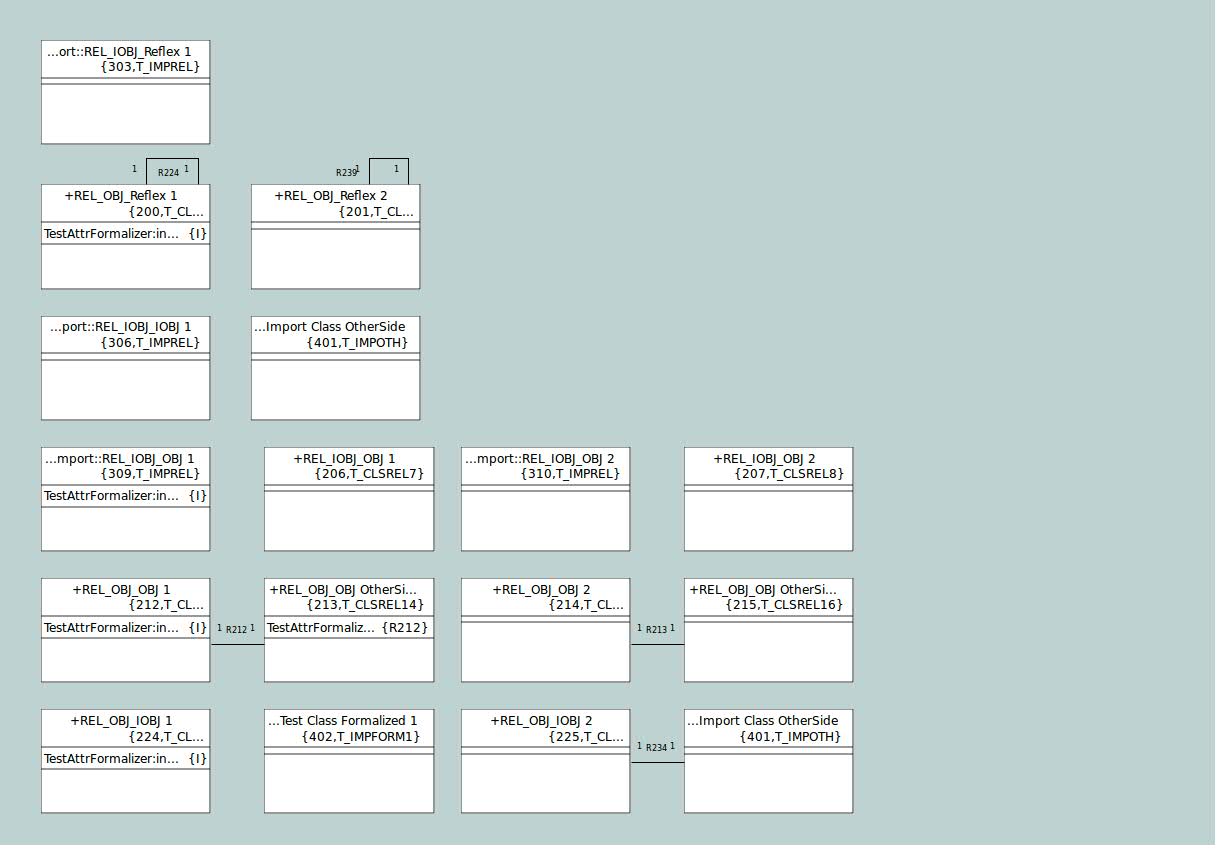 ...ort::REL_IOBJ_Reflex 1
{303,T_IMPREL}
1 R224 1
R239 1 1
+REL_OBJ_Reflex 1
{200,T_CL...
TestAttrFormalizer:in... {I}
+REL_OBJ_Reflex 2
{201,T_CL...
...port::REL_IOBJ_IOBJ 1
{306,T_IMPREL}
...Import Class OtherSide
{401,T_IMPOTH}
...mport::REL_IOBJ_OBJ 1
{309,T_IMPREL}
TestAttrFormalizer:in... {I}
+REL_IOBJ_OBJ 1
{206,T_CLSREL7}
...mport::REL_IOBJ_OBJ 2
{310,T_IMPREL}
+REL_IOBJ_OBJ 2
{207,T_CLSREL8}
+REL_OBJ_OBJ 1
{212,T_CL...
TestAttrFormalizer:in... {I}
1 R212 1
+REL_OBJ_OBJ OtherSi...
{213,T_CLSREL14}
TestAttrFormaliz... {R212}
+REL_OBJ_OBJ 2
{214,T_CL...
1 R213 1
+REL_OBJ_OBJ OtherSi...
{215,T_CLSREL16}
+REL_OBJ_IOBJ 1
{224,T_CL...
TestAttrFormalizer:in... {I}
...Test Class Formalized 1
{402,T_IMPFORM1}
+REL_OBJ_IOBJ 2
{225,T_CL...
1 R234 1
...Import Class OtherSide
{401,T_IMPOTH}